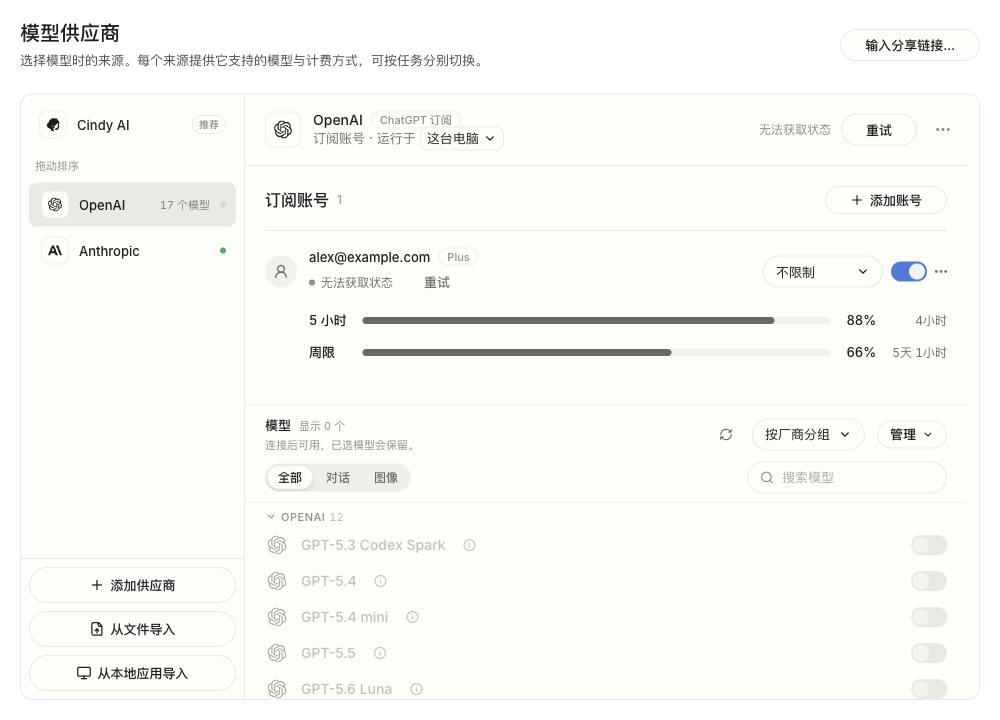 模型供应商
选择模型时的来源。每个来源提供它支持的模型与计费方式，可按任务分别切换。
输入分享链接...
Cindy AI 推荐
拖动排序
OpenAI 17 个模型
Anthropic
添加供应商
从文件导入
从本地应用导入
OpenAI ChatGPT 订阅
订阅账号 · 运行于 这台电脑
无法获取状态 重试
订阅账号 1
添加账号
alex@example.com Plus
无法获取状态 重试
不限制
5 小时 88% 4小时
周限 66% 5天 1小时
模型 显示 0 个
连接后可用，已选模型会保留。
按厂商分组 管理
全部 对话 图像
搜索模型
OPENAI 12
GPT-5.3 Codex Spark
GPT-5.4
GPT-5.4 mini
GPT-5.5
GPT-5.6 Luna